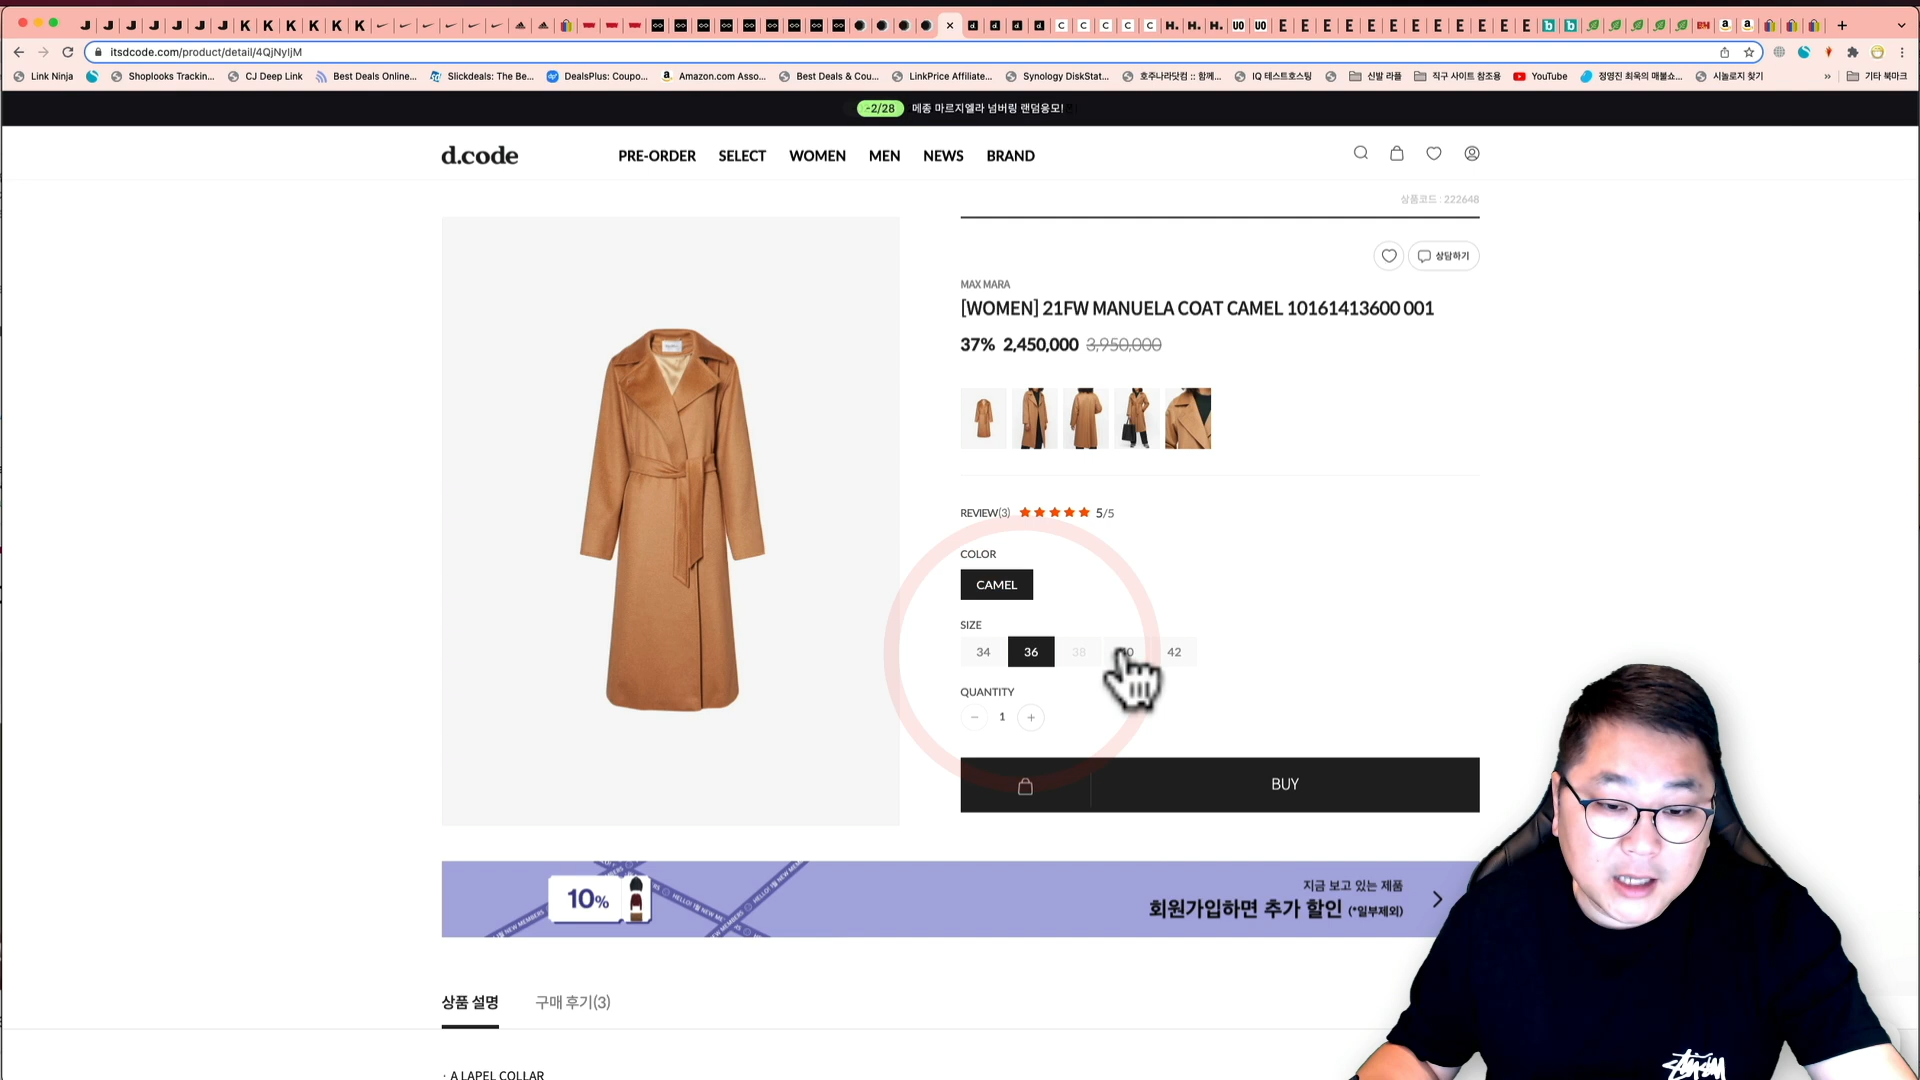 itsdcode.com/product/detail/4QjNyIjM
Link Ninja
Shoplooks Trackin...
CJ Deep Link
Best Deals Online...
Slickdeals: The Be...
DealsPlus: Coupo...
Amazon.com Asso...
Best Deals & Cou...
LinkPrice Affiliate...
Synology DiskStat...
호주나라닷컴 :: 함께...
IQ 테스트호스팅
신발 라플
직구 사이트 참조용
YouTube
정영진 최욱의 매불쇼...
시놀로지 찾기
»
기타 북마크
-2/28 메종 마르지엘라 넘버링 랜덤응모!
d.code
PRE-ORDER SELECT WOMEN MEN NEWS BRAND
상품코드 : 222648
상담하기
MAX MARA
[WOMEN] 21FW MANUELA COAT CAMEL 10161413600 001
37% 2,450,000 3,950,000
REVIEW(3) 5/5
COLOR
CAMEL
SIZE
34 36 38 42
QUANTITY
− 1 +
BUY
10%
지금 보고 있는 제품
회원가입하면 추가 할인 (*일부제외)
상품 설명 구매 후기(3)
· A LAPEL COLLAR